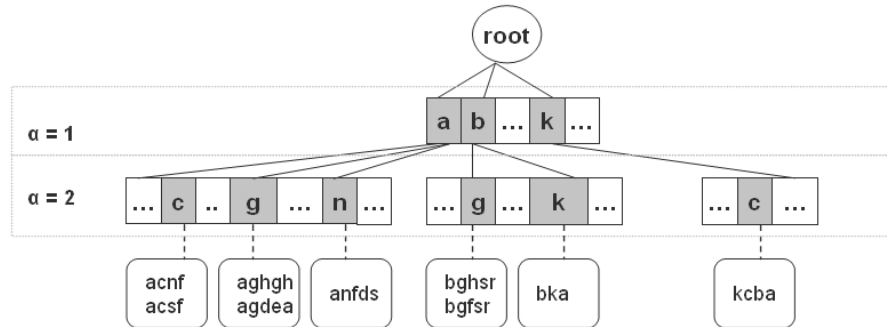 root
a b ... k ...
α = 1
α = 2
... c .. g ... n ...
... g ... k ...
... c ...
acnf
acsf
aghgh
agdea
anfds
bghsr
bgfsr
bka
kcba